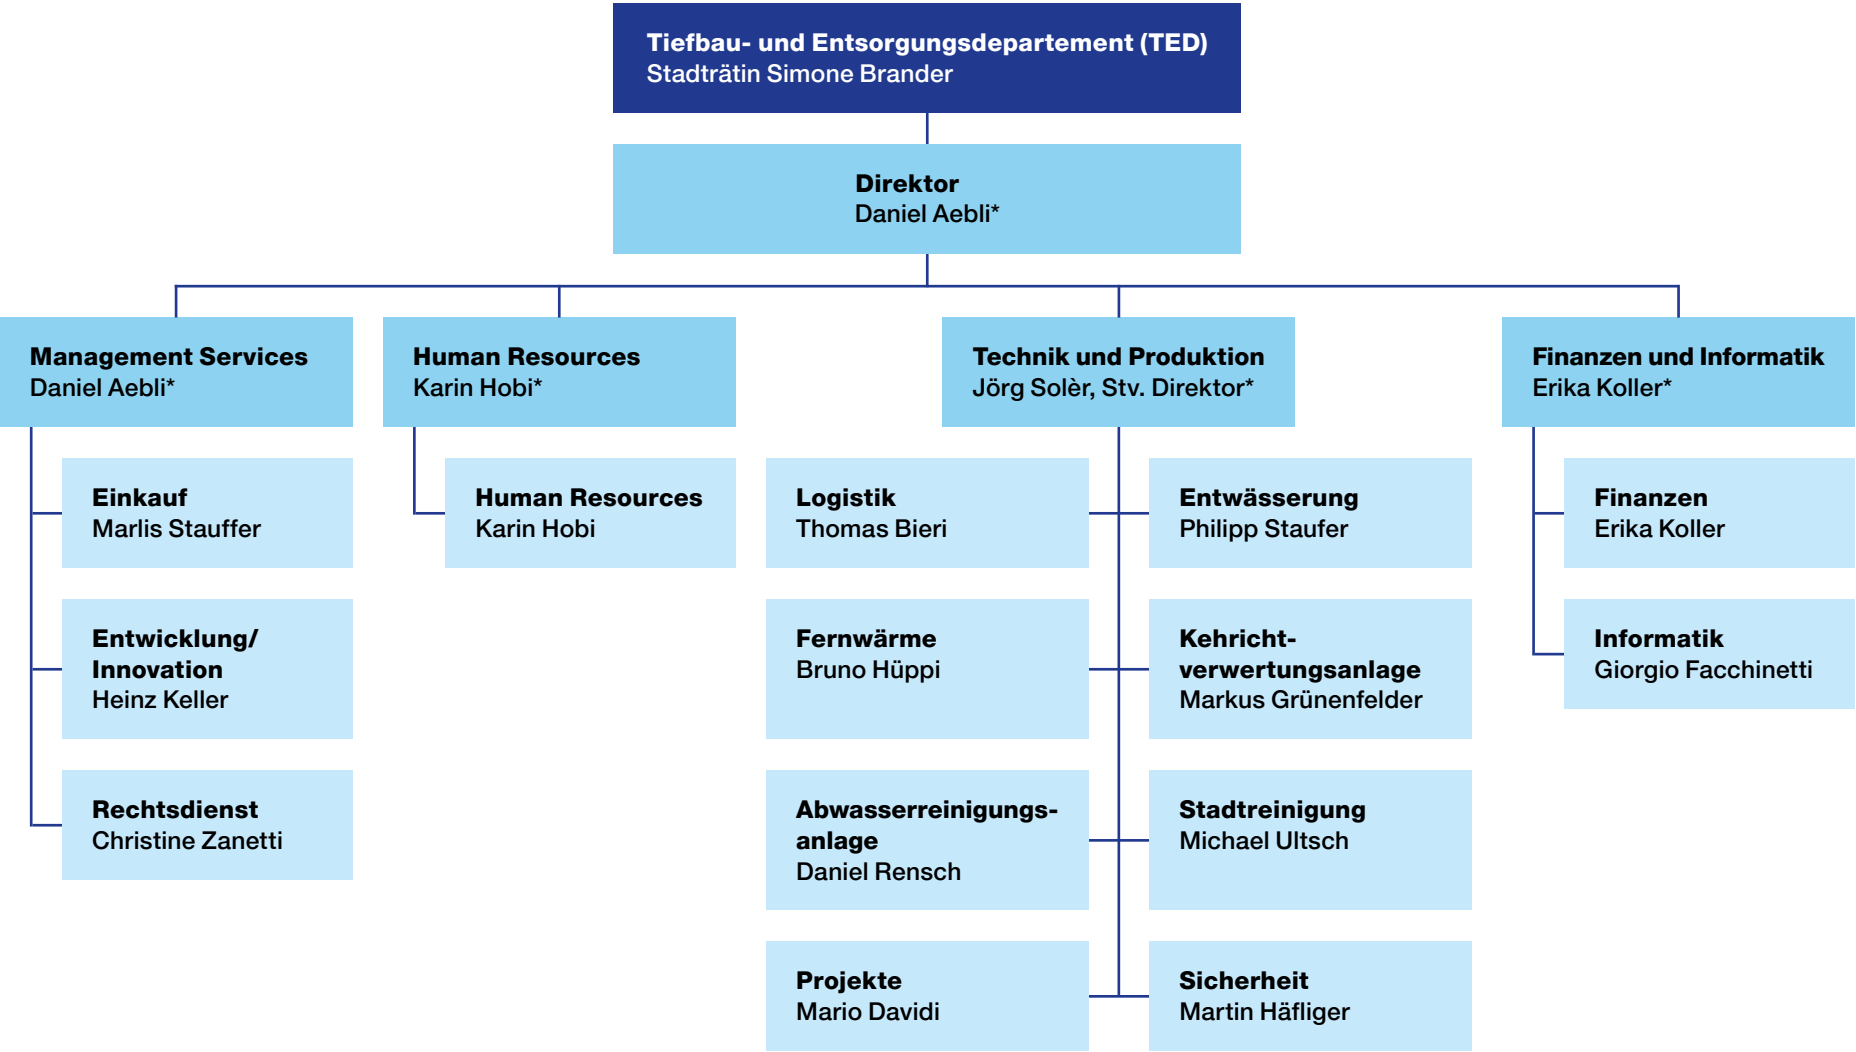 Tiefbau- und Entsorgungsdepartement (TED)
Stadträtin Simone Brander
Direktor
Daniel Aebli*
Management Services
Daniel Aebli*
Human Resources
Karin Hobi*
Technik und Produktion
Jörg Solèr, Stv. Direktor*
Finanzen und Informatik
Erika Koller*
Einkauf
Marlis Stauffer
Entwicklung/
Innovation
Heinz Keller
Rechtsdienst
Christine Zanetti
Human Resources
Karin Hobi
Logistik
Thomas Bieri
Entwässerung
Philipp Staufer
Fernwärme
Bruno Hüppi
Kehricht-
verwertungsanlage
Markus Grünenfelder
Abwasserreinigungs-
anlage
Daniel Rensch
Stadtreinigung
Michael Ultsch
Projekte
Mario Davidi
Sicherheit
Martin Häfliger
Finanzen
Erika Koller
Informatik
Giorgio Facchinetti